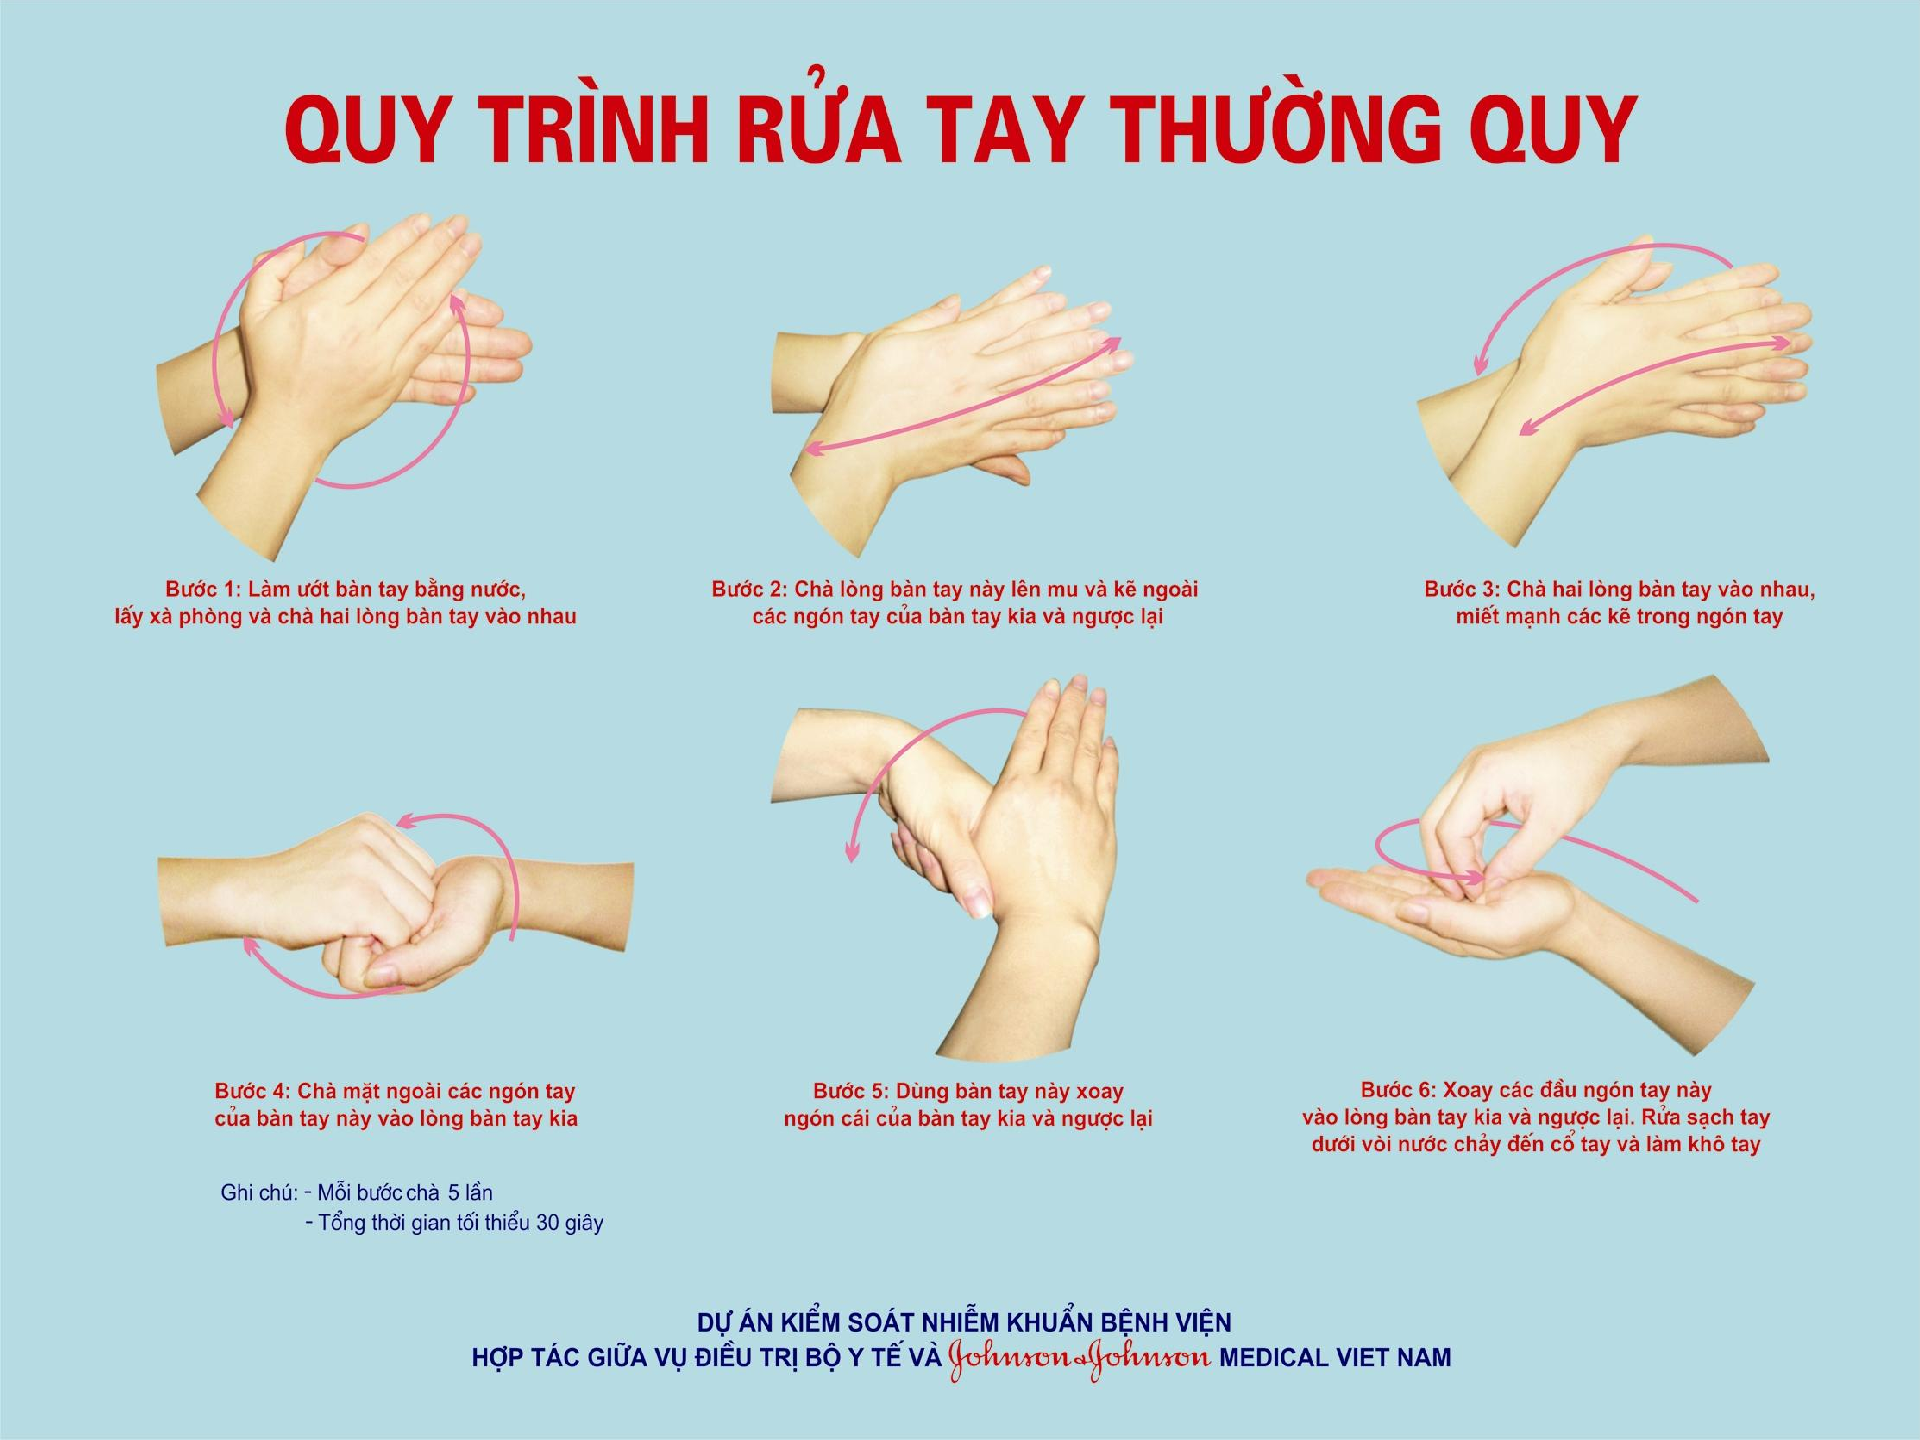 QUY TRÌNH RỬA TAY THƯỜNG QUY
Bước 1: Làm ướt bàn tay bằng nước,
lấy xà phòng và chà hai lòng bàn tay vào nhau
Bước 2: Chà lòng bàn tay này lên mu và kẽ ngoài
các ngón tay của bàn tay kia và ngược lại
Bước 3: Chà hai lòng bàn tay vào nhau,
miết mạnh các kẽ trong ngón tay
Bước 4: Chà mặt ngoài các ngón tay
của bàn tay này vào lòng bàn tay kia
Bước 5: Dùng bàn tay này xoay
ngón cái của bàn tay kia và ngược lại
Bước 6: Xoay các đầu ngón tay này
vào lòng bàn tay kia và ngược lại. Rửa sạch tay
dưới vòi nước chảy đến cổ tay và làm khô tay
Ghi chú: - Mỗi bước chà 5 lần
- Tổng thời gian tối thiểu 30 giây
DỰ ÁN KIỂM SOÁT NHIỄM KHUẨN BỆNH VIỆN
HỢP TÁC GIỮA VỤ ĐIỀU TRỊ BỘ Y TẾ VÀ Johnson & Johnson MEDICAL VIET NAM